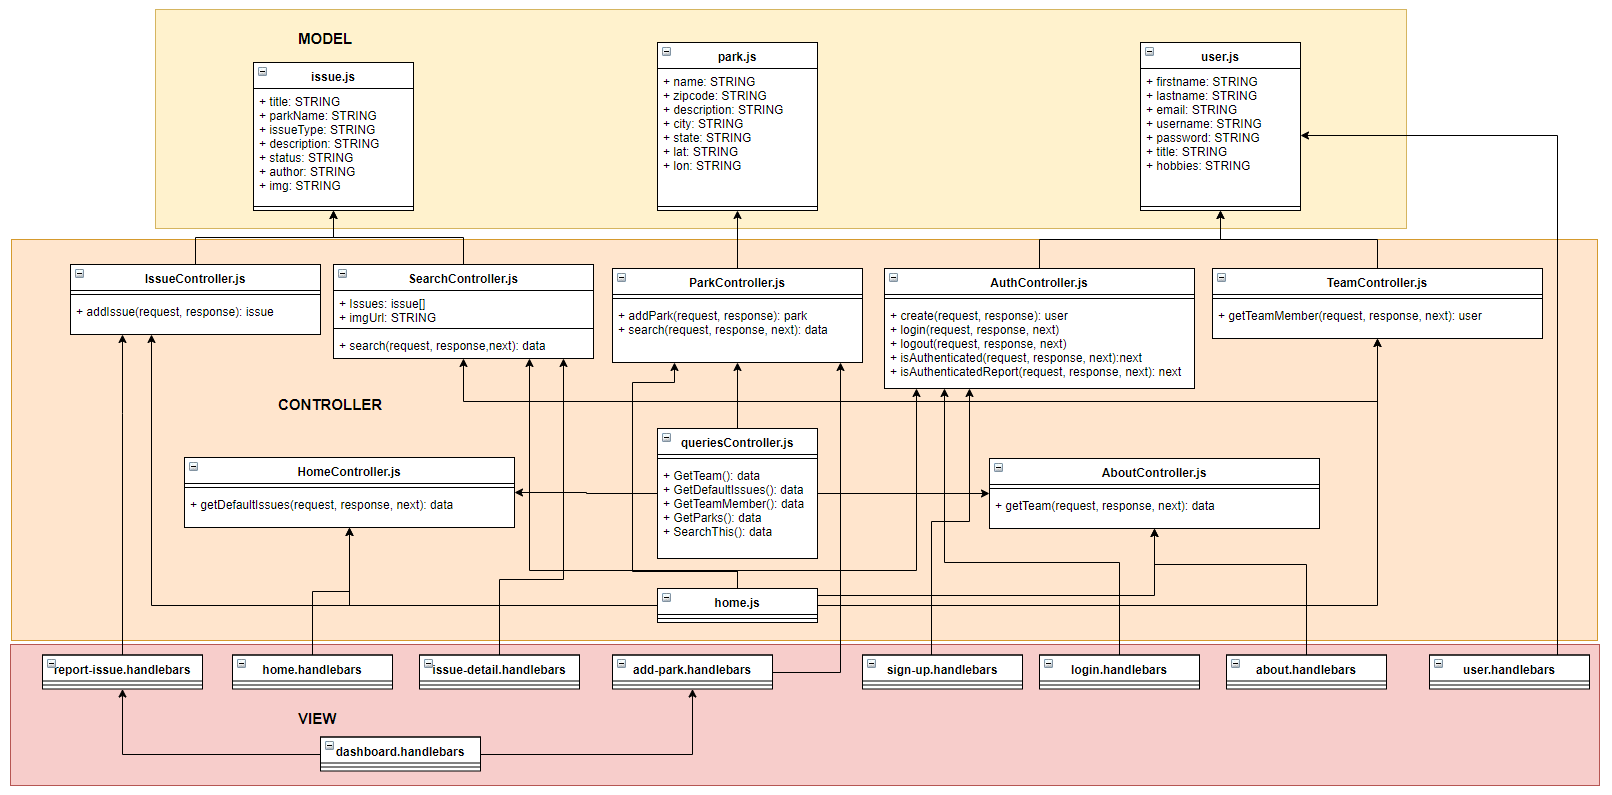 MODEL
issue.js
+ title: STRING
+ parkName: STRING
+ issueType: STRING
+ description: STRING
+ status: STRING
+ author: STRING
+ img: STRING
park.js
+ name: STRING
+ zipcode: STRING
+ description: STRING
+ city: STRING
+ state: STRING
+ lat: STRING
+ lon: STRING
user.js
+ firstname: STRING
+ lastname: STRING
+ email: STRING
+ username: STRING
+ password: STRING
+ title: STRING
+ hobbies: STRING
IssueController.js
+ addIssue(request, response): issue
SearchController.js
+ Issues: issue[]
+ imgUrl: STRING
+ search(request, response,next): data
ParkController.js
+ addPark(request, response): park
+ search(request, response, next): data
AuthController.js
+ create(request, response): user
+ login(request, response, next)
+ logout(request, response, next)
+ isAuthenticated(request, response, next):next
+ isAuthenticatedReport(request, response, next): next
TeamController.js
+ getTeamMember(request, response, next): user
CONTROLLER
HomeController.js
+ getDefaultIssues(request, response, next): data
queriesController.js
+ GetTeam(): data
+ GetDefaultIssues(): data
+ GetTeamMember(): data
+ GetParks(): data
+ SearchThis(): data
AboutController.js
+ getTeam(request, response, next): data
home.js
report-issue.handlebars
home.handlebars
issue-detail.handlebars
add-park.handlebars
sign-up.handlebars
login.handlebars
about.handlebars
user.handlebars
VIEW
dashboard.handlebars